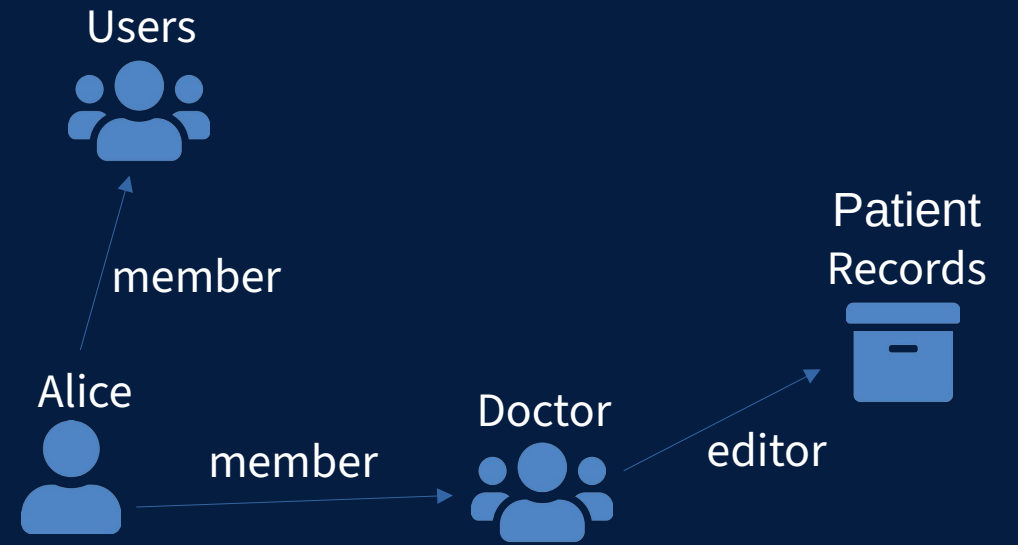 Users
member
Patient
Records
Alice
Doctor
member
editor